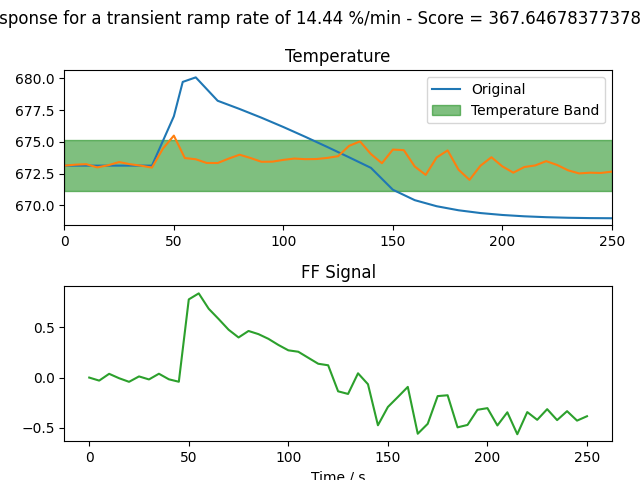 sponse for a transient ramp rate of 14.44 %/min - Score = 367.64678377378
Temperature
680.0
677.5
675.0
672.5
670.0
Original
Temperature Band
0 50 100 150 200 250
FF Signal
0.5
0.0
−0.5
0 50 100 150 200 250
Time / s